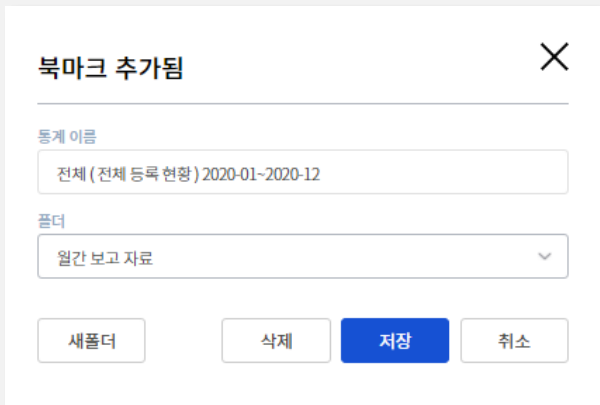 북마크 추가됨
통계 이름
전체 ( 전체 등록 현황 ) 2020-01~2020-12
폴더
월간 보고 자료
새폴더 삭제 저장 취소